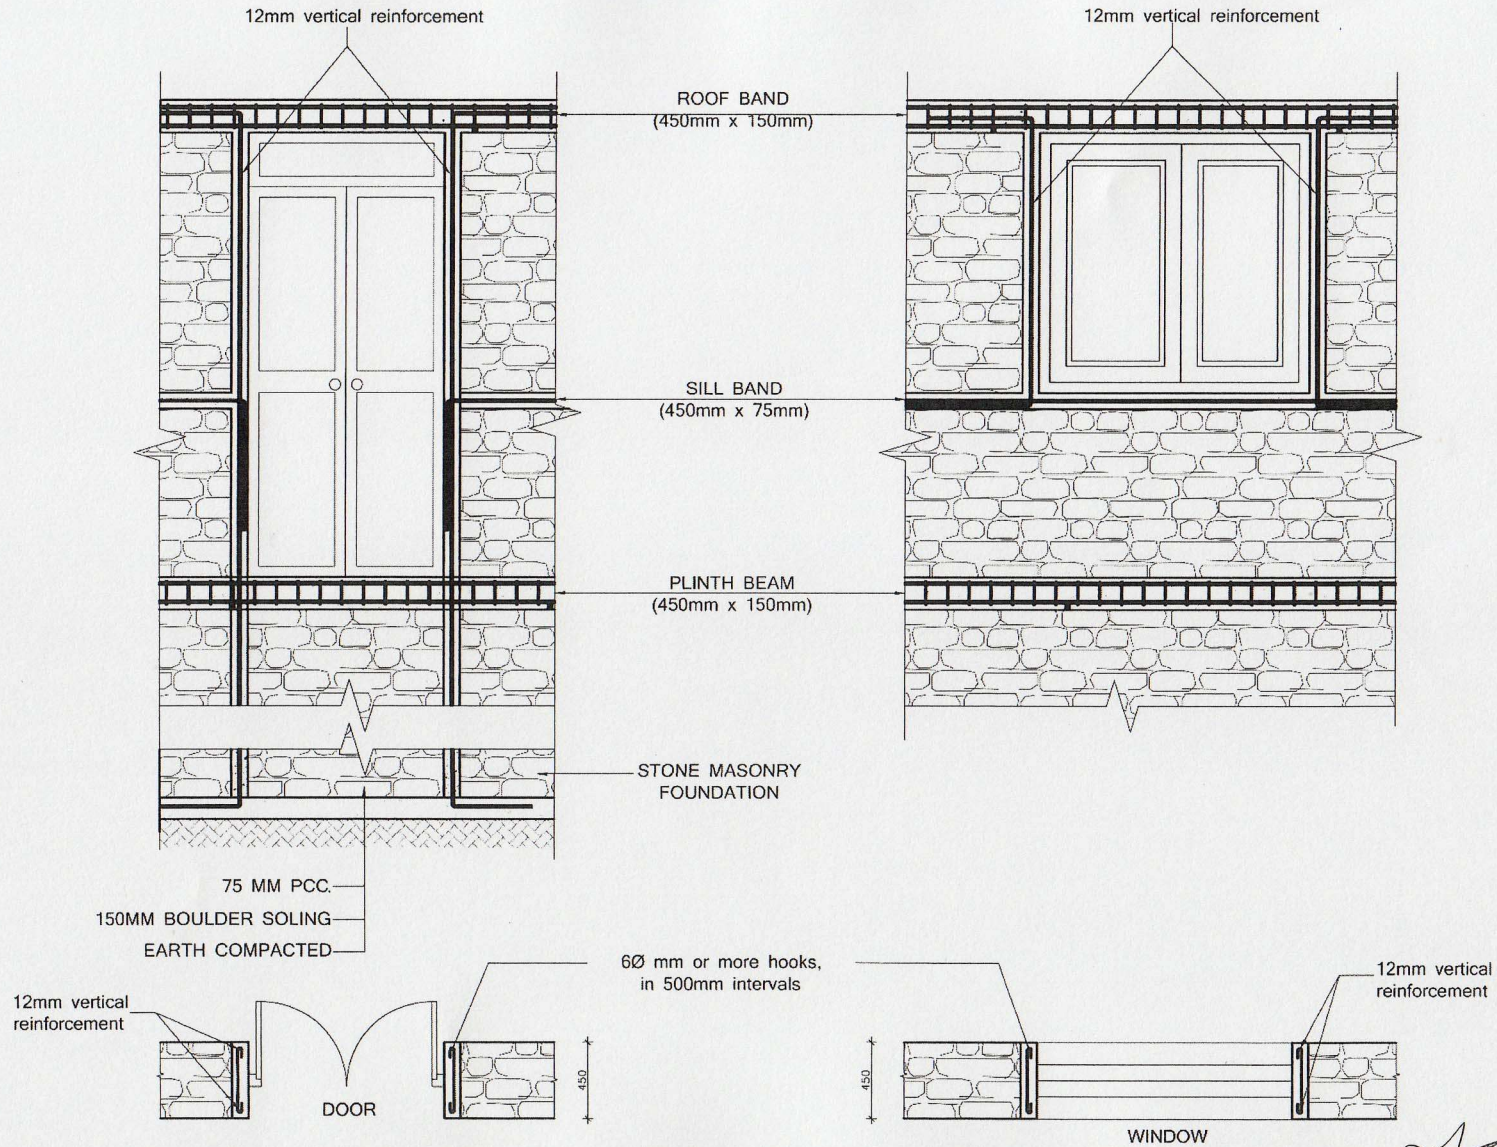 12mm vertical reinforcement
12mm vertical reinforcement
ROOF BAND
(450mm x 150mm)
SILL BAND
(450mm x 75mm)
PLINTH BEAM
(450mm x 150mm)
STONE MASONRY
FOUNDATION
75 MM PCC.
150MM BOULDER SOLING
EARTH COMPACTED
6Ø mm or more hooks,
in 500mm intervals
12mm vertical
reinforcement
12mm vertical
reinforcement
450
450
DOOR
WINDOW